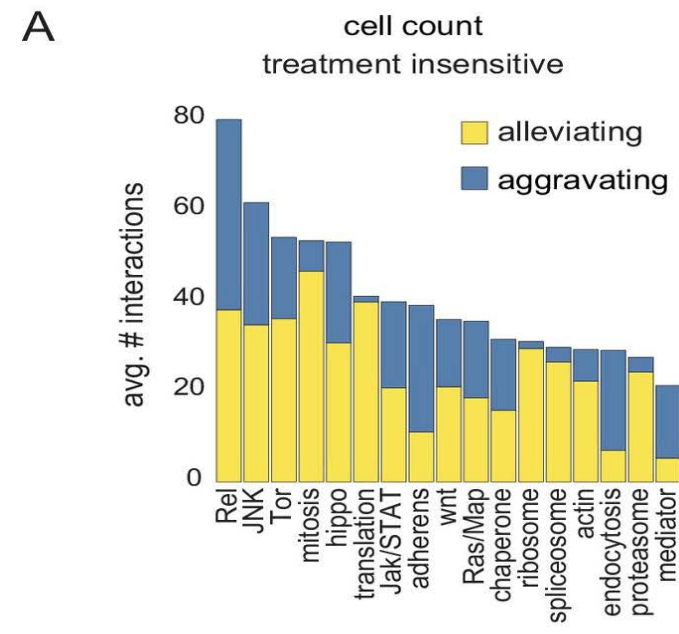 A
cell count
treatment insensitive
alleviating
aggravating
avg. # interactions
80
60
40
20
0
Rel
JNK
Tor
mitosis
hippo
translation
Jak/STAT
adherens
wnt
Ras/Map
chaperone
ribosome
spliceosome
actin
endocytosis
proteasome
mediator